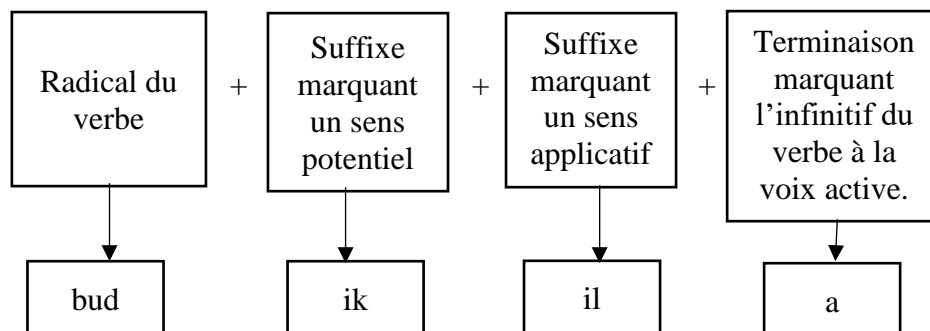 Radical du
verbe
+
Suffixe
marquant
un sens
potentiel
+
Suffixe
marquant
un sens
applicatif
+
Terminaison
marquant
l’infinitif du
verbe à la
voix active.
bud
ik
il
a